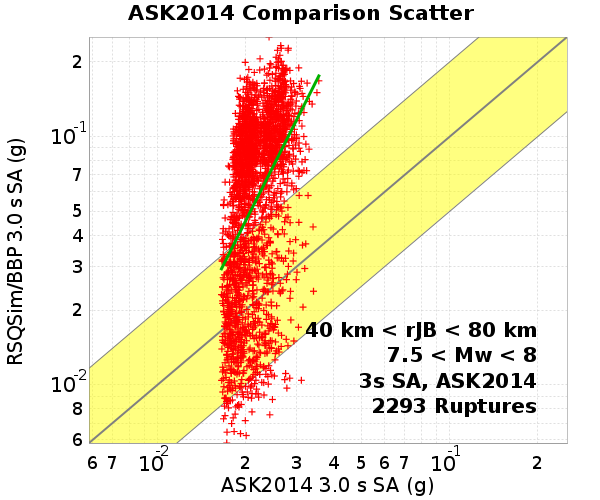 ASK2014 Comparison Scatter
RSQSim/BBP 3.0 s SA (g)
2
10-1
7
5
4
3
2
10-2
8
6
40 km < rJB < 80 km
7.5 < Mw < 8
3s SA, ASK2014
2293 Ruptures
6 7 10-2 2 3 4 5 6 7 10-1 2
ASK2014 3.0 s SA (g)